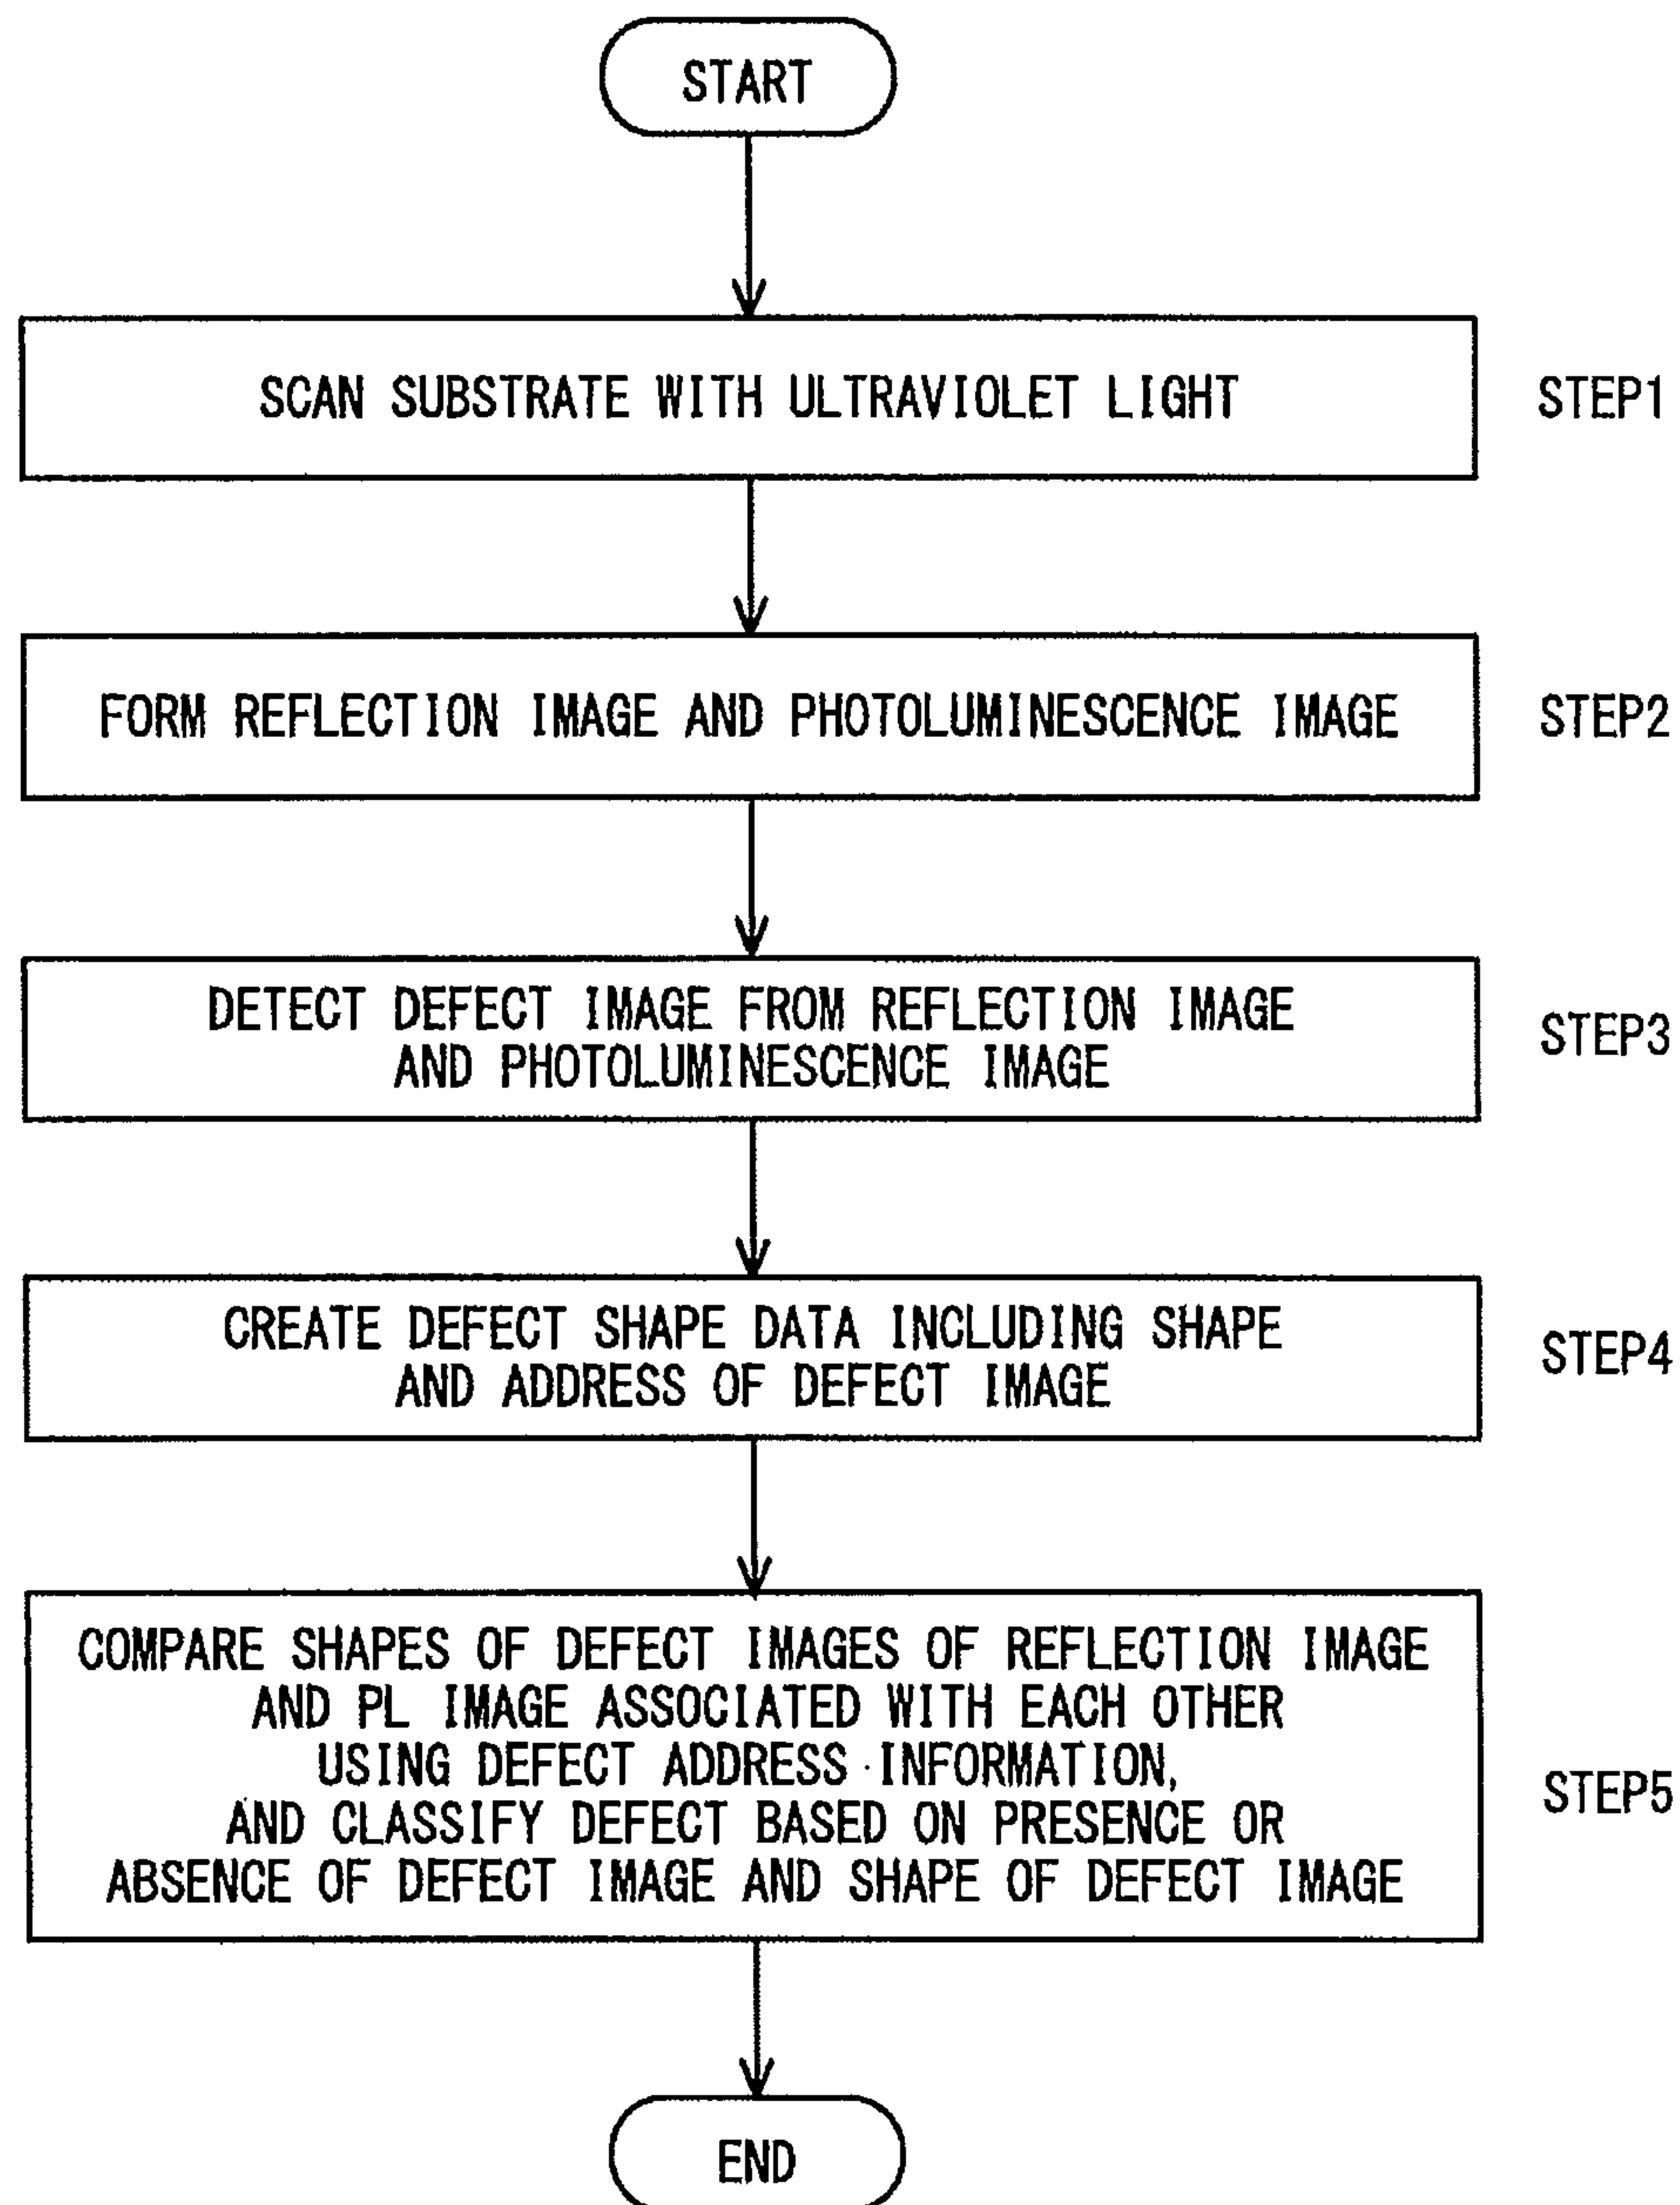 START
SCAN SUBSTRATE WITH ULTRAVIOLET LIGHT
STEP1
FORM REFLECTION IMAGE AND PHOTOLUMINESCENCE IMAGE
STEP2
DETECT DEFECT IMAGE FROM REFLECTION IMAGE
AND PHOTOLUMINESCENCE IMAGE
STEP3
CREATE DEFECT SHAPE DATA INCLUDING SHAPE
AND ADDRESS OF DEFECT IMAGE
STEP4
COMPARE SHAPES OF DEFECT IMAGES OF REFLECTION IMAGE
AND PL IMAGE ASSOCIATED WITH EACH OTHER
USING DEFECT ADDRESS INFORMATION,
AND CLASSIFY DEFECT BASED ON PRESENCE OR
ABSENCE OF DEFECT IMAGE AND SHAPE OF DEFECT IMAGE
STEP5
END